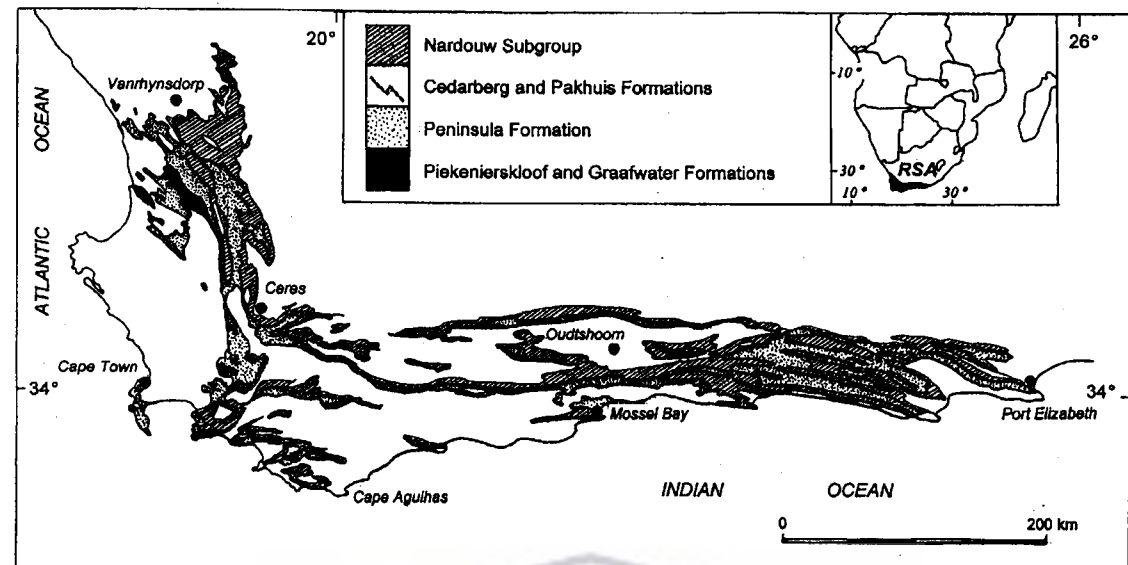 20°
26°
Nardouw Subgroup
Cedarberg and Pakhuis Formations
Peninsula Formation
Piekenierskloof and Graafwater Formations
10°
30°
10°
30°
RSA
Vanrhynsdorp
ATLANTIC OCEAN
Ceres
Oudtshoorn
Cape Town
34°
34°
Mossel Bay
Port Elizabeth
Cape Agulhas
INDIAN OCEAN
0 200 km